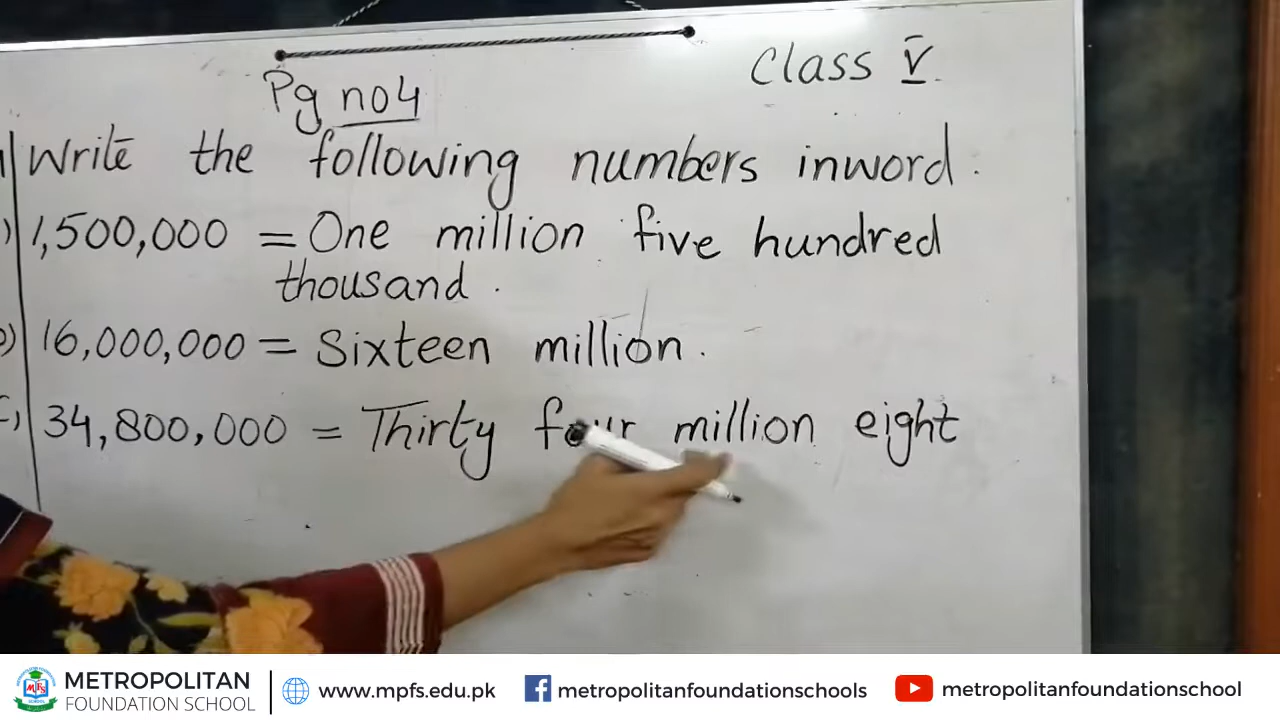 Class V
Pg no4
Write the following numbers inword.
1,500,000 = One million five hundred
thousand.
16,000,000 = Sixteen million.
c) 34,800,000 = Thirty four million eight
METROPOLITAN
FOUNDATION SCHOOL
www.mpfs.edu.pk
metropolitanfoundationschools
metropolitanfoundationschool